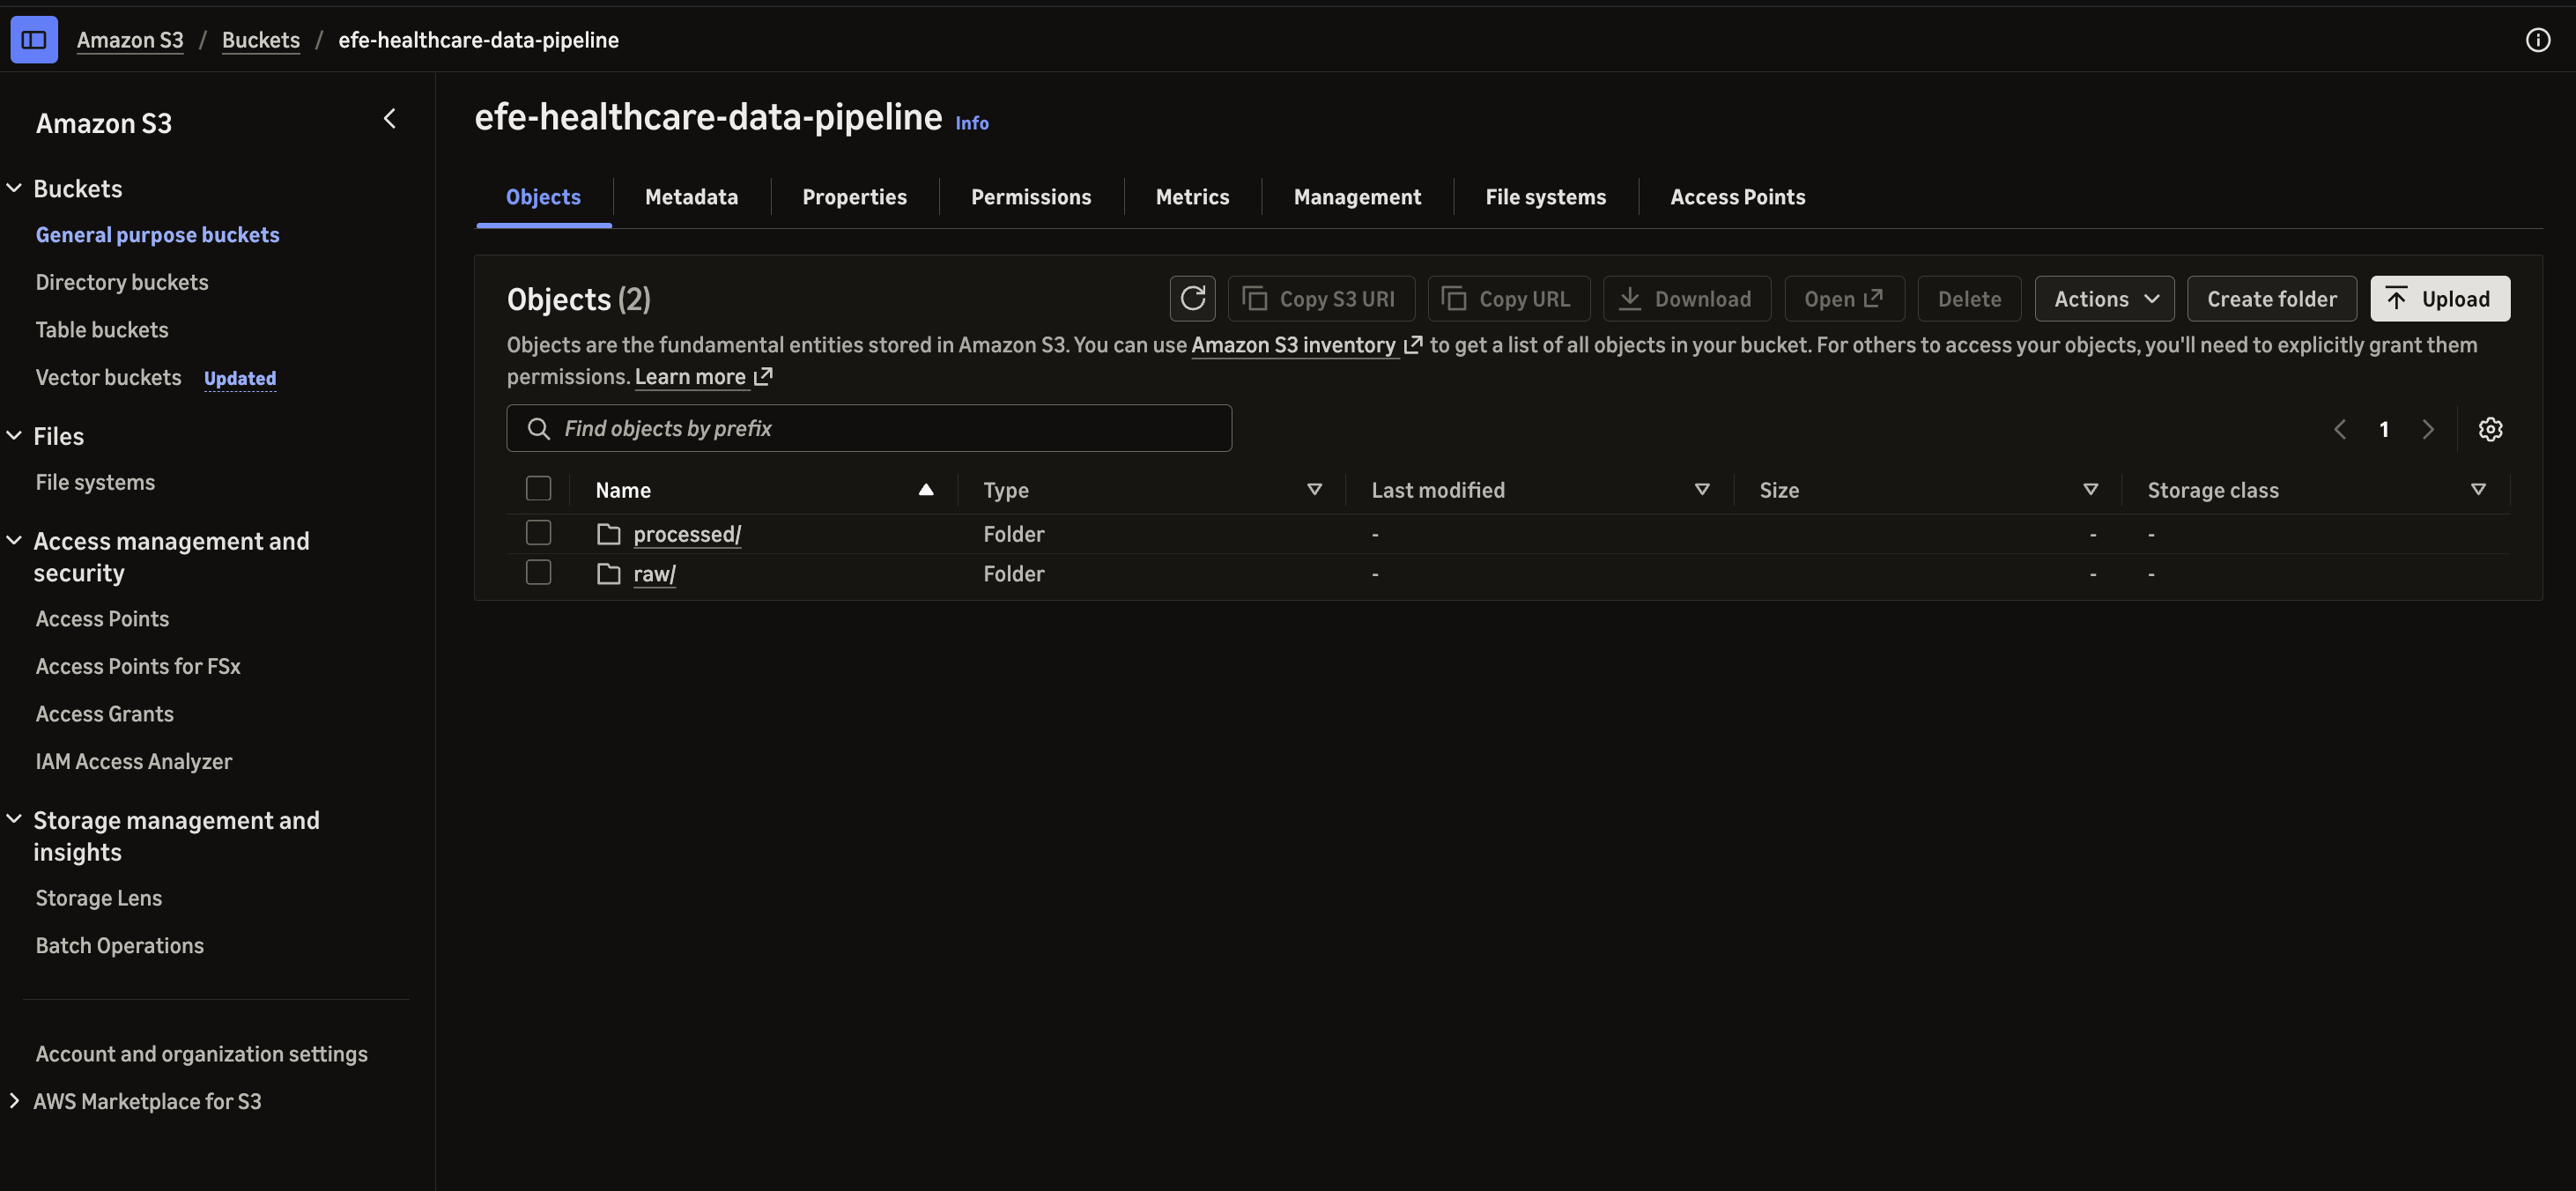 Amazon S3 / Buckets / efe-healthcare-data-pipeline
Amazon S3
Buckets
General purpose buckets
Directory buckets
Table buckets
Vector buckets Updated
Files
File systems
Access management and
security
Access Points
Access Points for FSx
Access Grants
IAM Access Analyzer
Storage management and
insights
Storage Lens
Batch Operations
Account and organization settings
AWS Marketplace for S3
efe-healthcare-data-pipeline Info
Objects Metadata Properties Permissions Metrics Management File systems Access Points
Objects (2)
Copy S3 URI Copy URL Download Open Delete Actions Create folder Upload
Objects are the fundamental entities stored in Amazon S3. You can use Amazon S3 inventory to get a list of all objects in your bucket. For others to access your objects, you'll need to explicitly grant them
permissions. Learn more
Find objects by prefix
1
Name Type Last modified Size Storage class
processed/ Folder - - -
raw/ Folder - - -